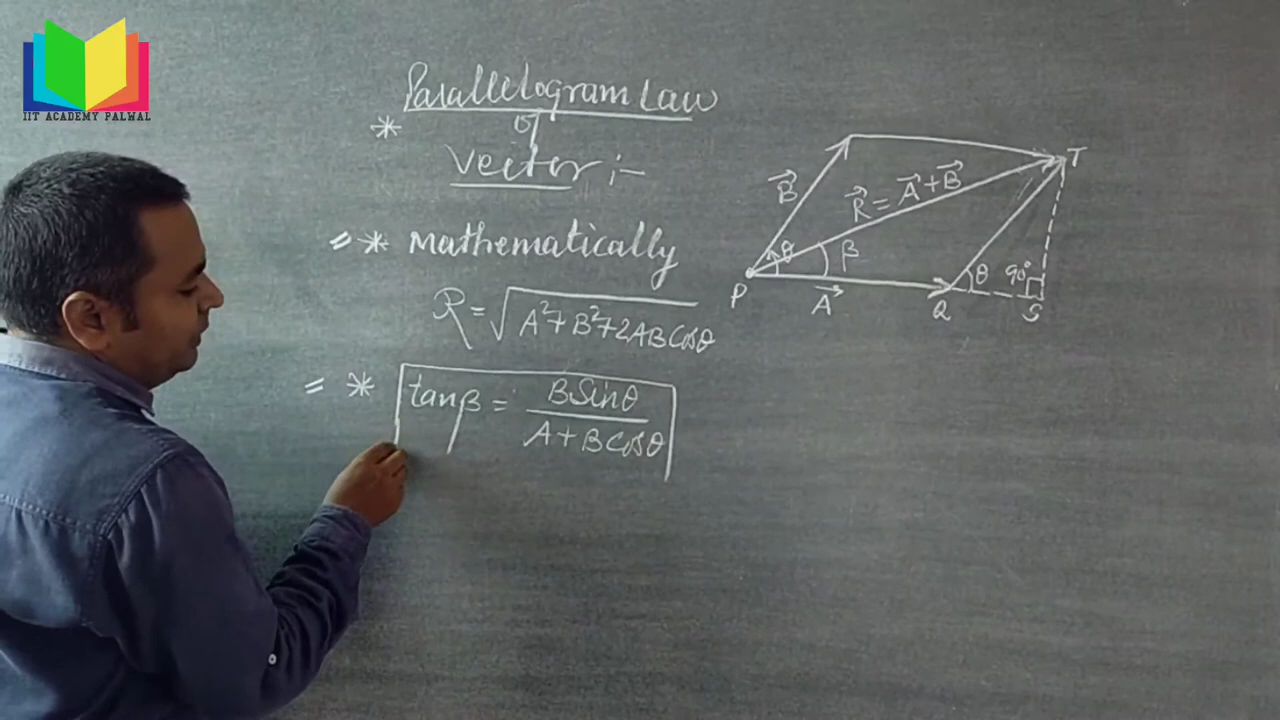 IIT ACADEMY PALWAL
Parallelogram Law
* of
Vector :-
= * Mathematically
R = √A²+B²+2ABCosθ
= * tanβ = BSinθ / A+BCosθ
T
B⃗
R⃗ = A⃗+B⃗
θ
β
θ
90°
P
A⃗
Q
S